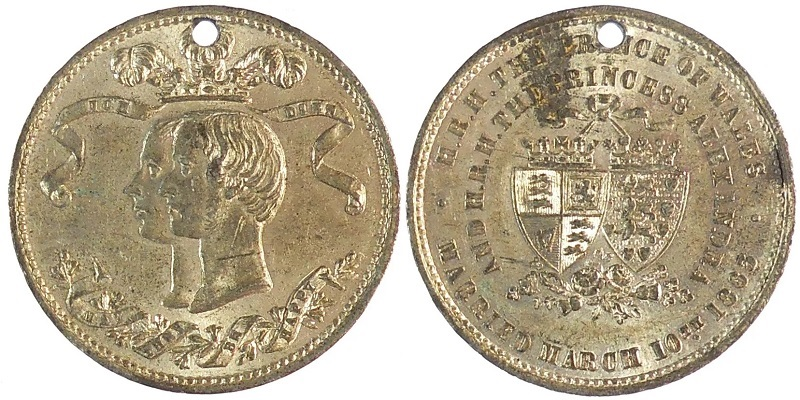 ICH DIEN
H.R.H. THE PRINCE OF WALES
AND H.R.H. THE PRINCESS ALEXANDRA
MARRIED MARCH 10TH 1863